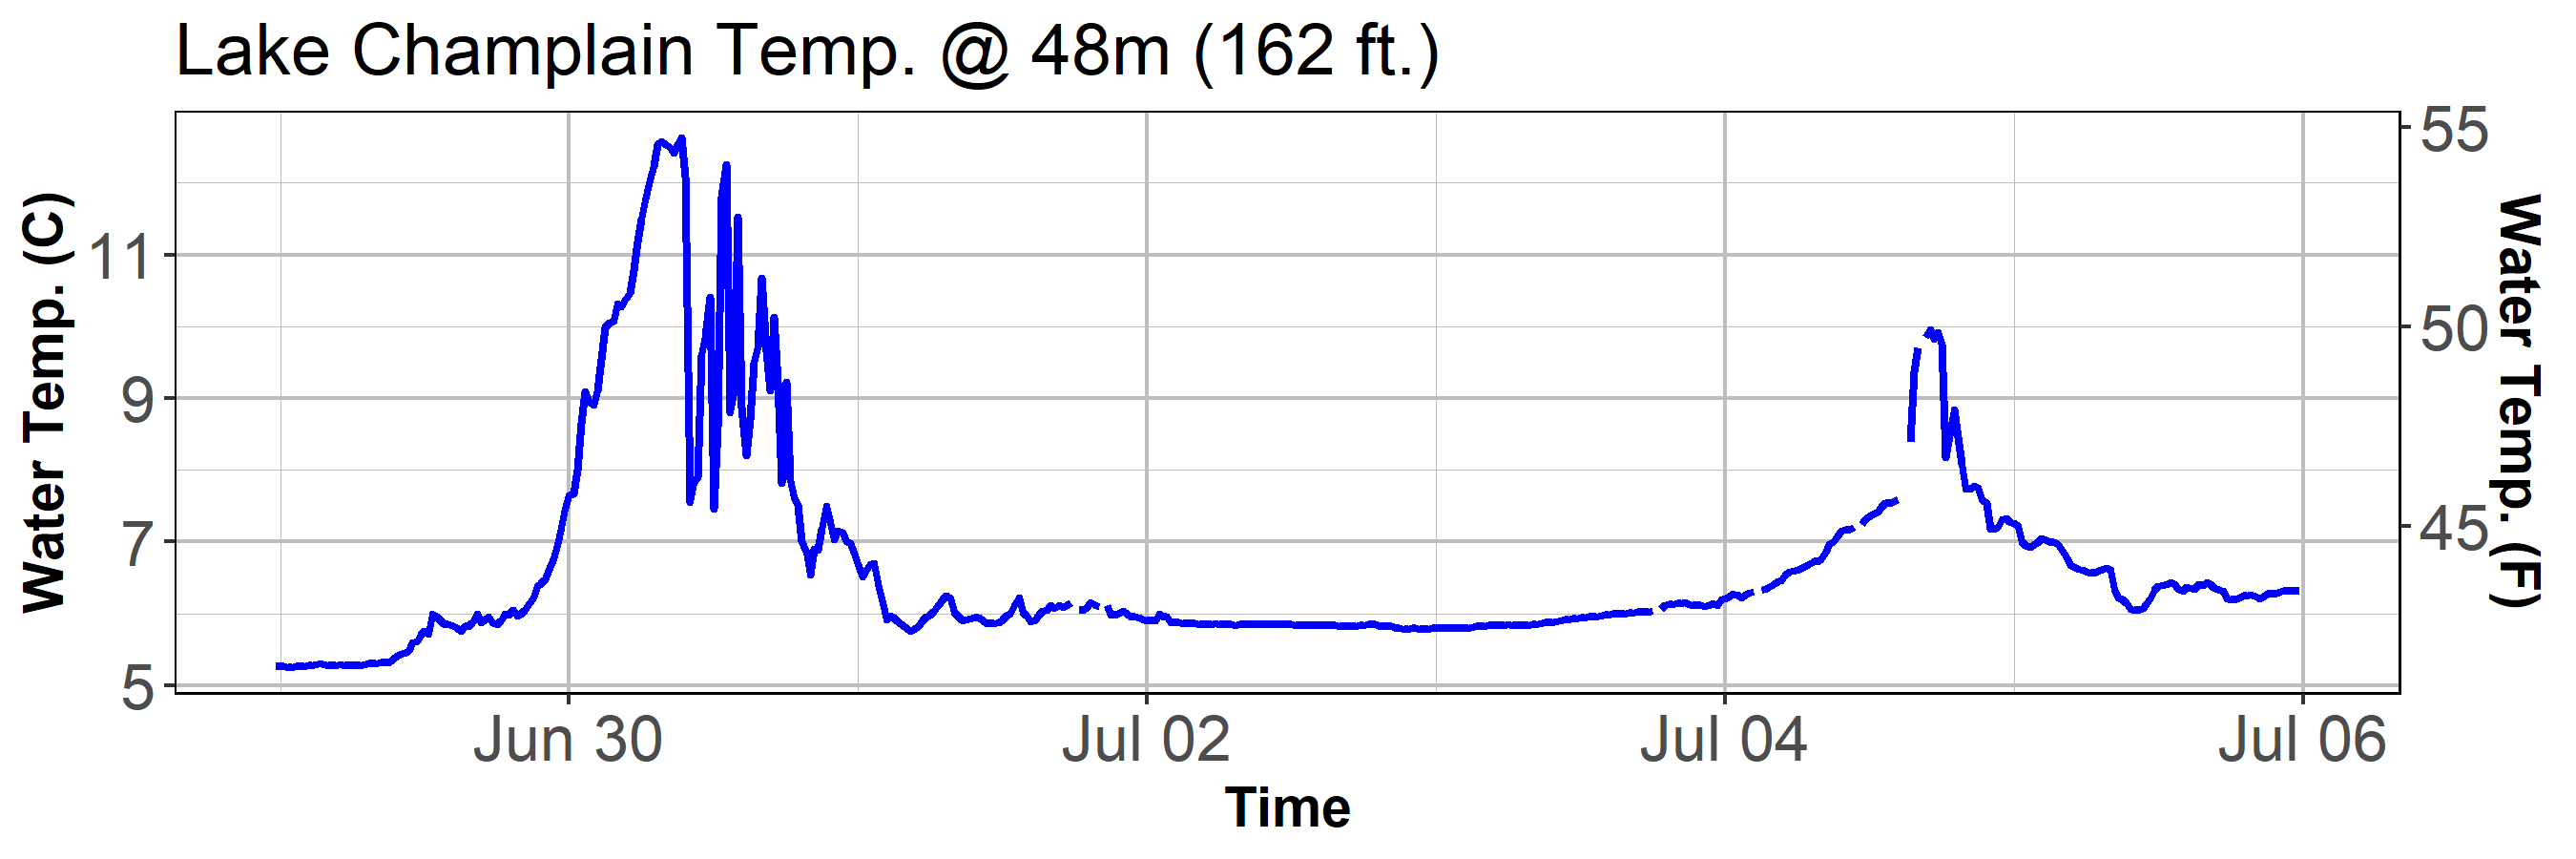 Lake Champlain Temp. @ 48m (162 ft.)
Water Temp. (C)
11
9
7
5
55
50
45
Water Temp. (F)
Jun 30
Jul 02
Jul 04
Jul 06
Time